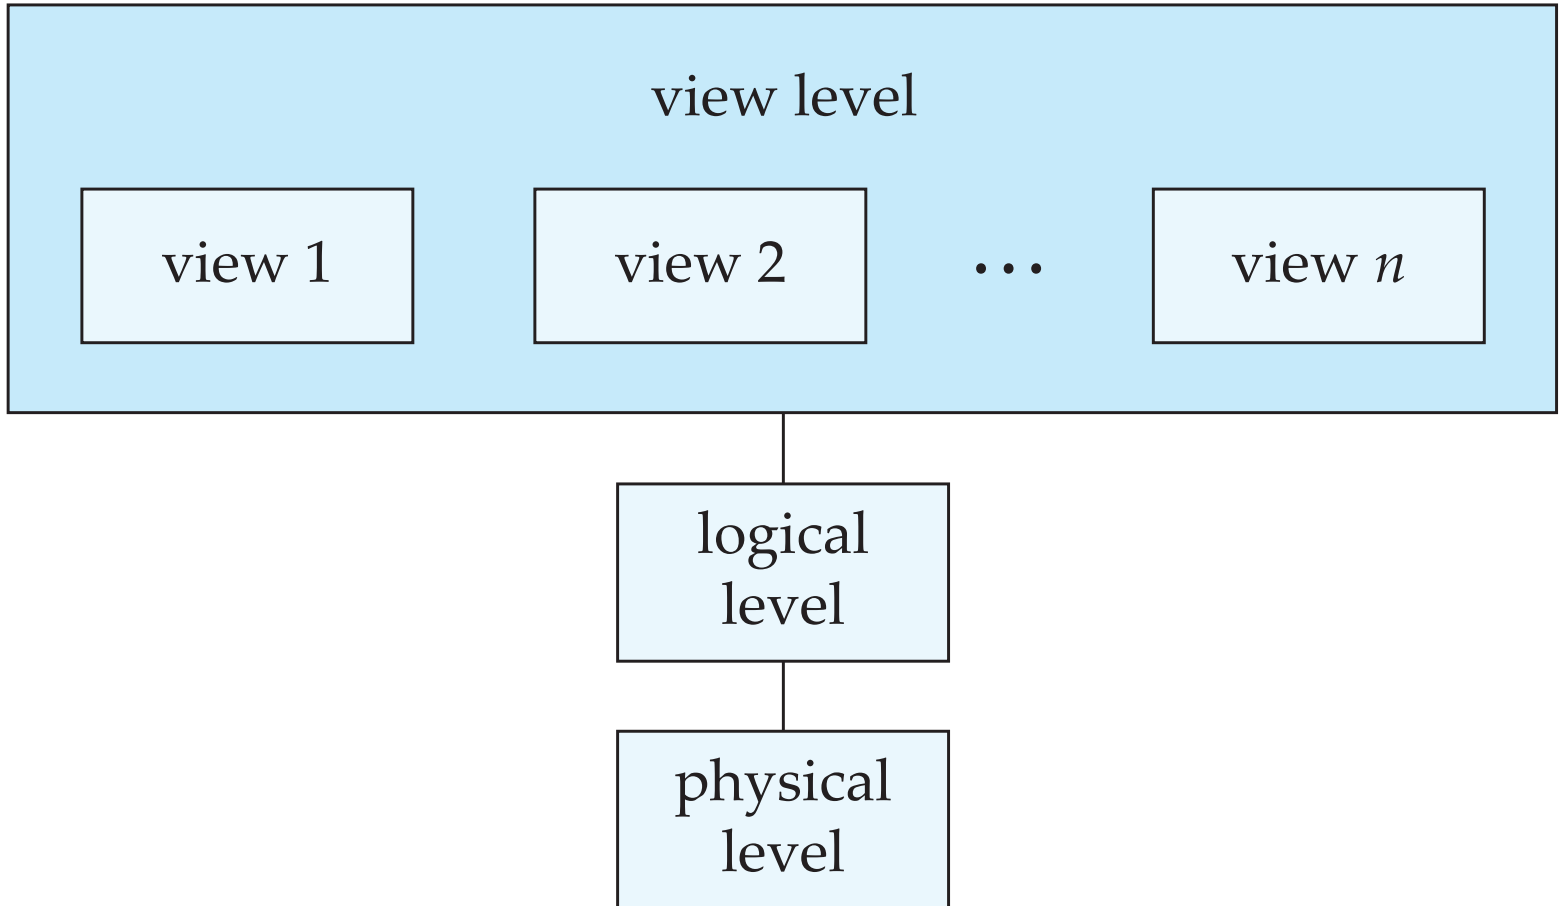 view level
view 1
view 2
...
view n
logical
level
physical
level